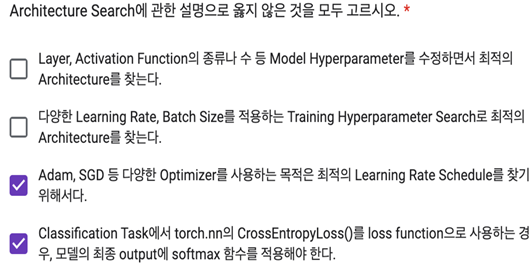 Architecture Search에 관한 설명으로 옳지 않은 것을 모두 고르시오. *
Layer, Activation Function의 종류나 수 등 Model Hyperparameter를 수정하면서 최적의
Architecture를 찾는다.
다양한 Learning Rate, Batch Size를 적용하는 Training Hyperparameter Search로 최적의
Architecture를 찾는다.
Adam, SGD 등 다양한 Optimizer를 사용하는 목적은 최적의 Learning Rate Schedule를 찾기
위해서다.
Classification Task에서 torch.nn의 CrossEntropyLoss()를 loss function으로 사용하는 경
우, 모델의 최종 output에 softmax 함수를 적용해야 한다.